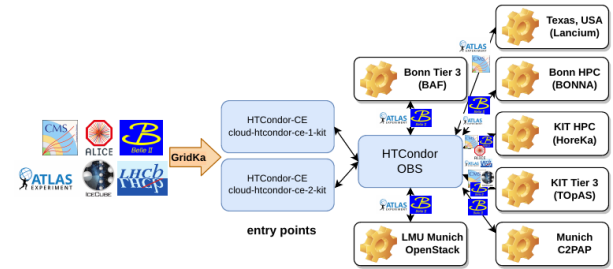 CMS
ALICE
Belle II
ATLAS
EXPERIMENT
ICECUBE
LHCb
GridKa
HTCondor-CE
cloud-htcondor-ce-1-kit
HTCondor-CE
cloud-htcondor-ce-2-kit
entry points
Bonn Tier 3
(BAF)
HTCondor
OBS
LMU Munich
OpenStack
ATLAS
Texas, USA
(Lancium)
Bonn HPC
(BONNA)
KIT HPC
(HoreKa)
KIT Tier 3
(TOpAS)
Munich
C2PAP